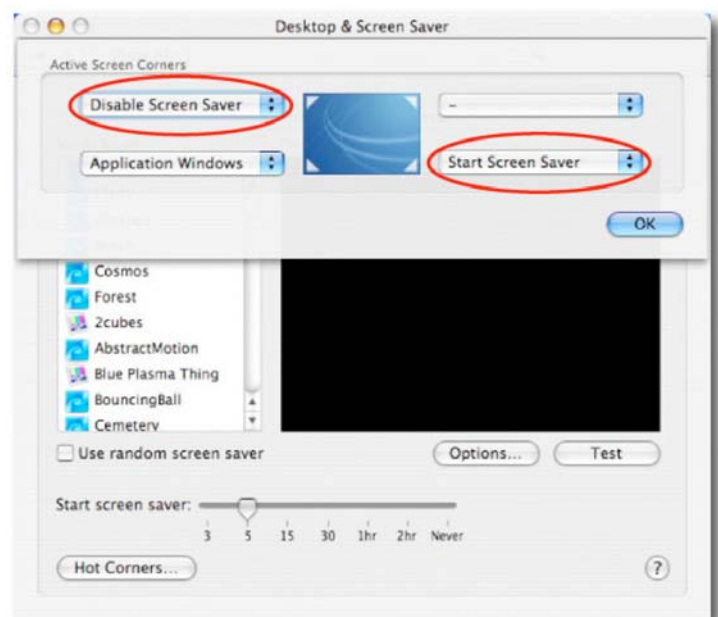 Desktop & Screen Saver
Active Screen Corners
Disable Screen Saver
-
Application Windows
Start Screen Saver
OK
Cosmos
Forest
2cubes
AbstractMotion
Blue Plasma Thing
BouncingBall
Cemetery
Use random screen saver
Options...
Test
Start screen saver:
3 5 15 30 1hr 2hr Never
Hot Corners...
?